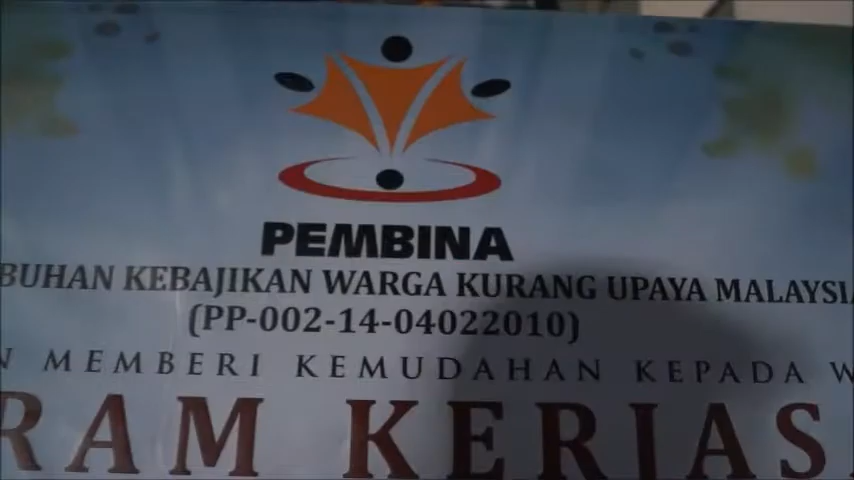 PEMBINA
BUHAN KEBAJIKAN WARGA KURANG UPAYA MALAYSIA
(PP-002-14-04022010)
N MEMBERI KEMUDAHAN KEPADA W
RAM KERJAS